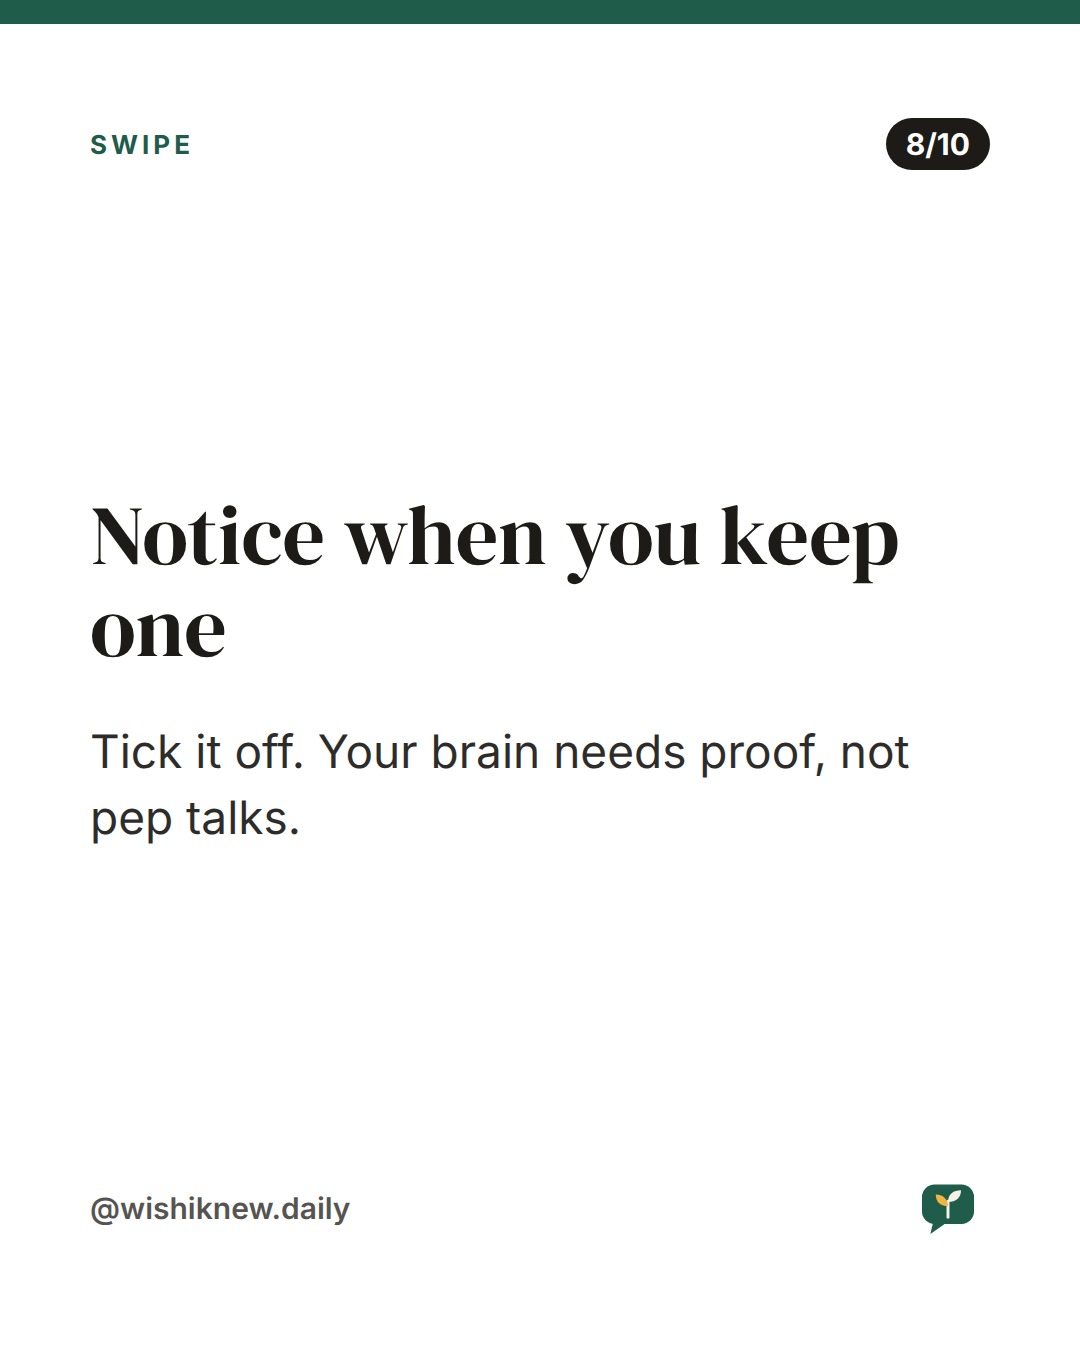 SWIPE
8/10
Notice when you keep
one
Tick it off. Your brain needs proof, not
pep talks.
@wishiknew.daily